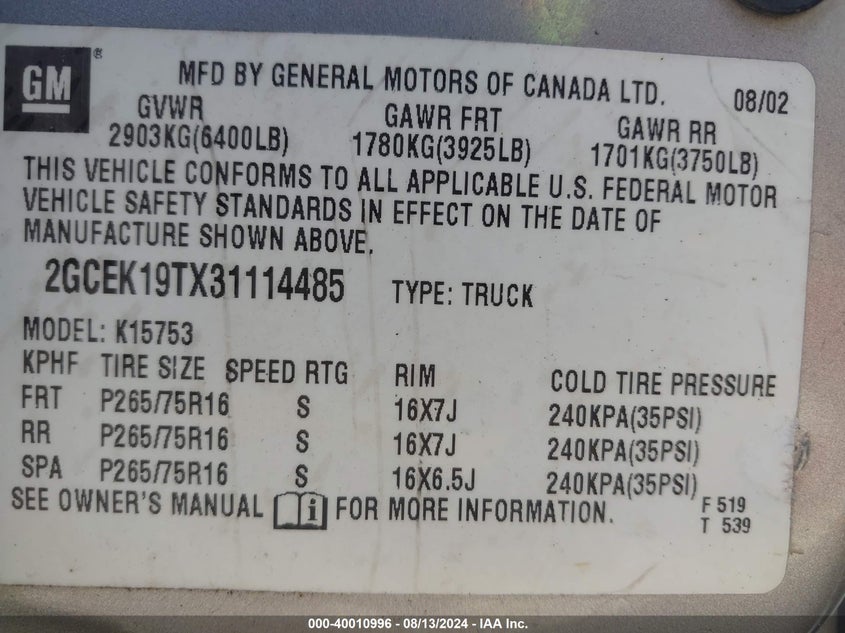 GM ®
MFD BY GENERAL MOTORS OF CANADA LTD. 08/02
GVWR GAWR FRT GAWR RR
2903KG(6400LB) 1780KG(3925LB) 1701KG(3750LB)
THIS VEHICLE CONFORMS TO ALL APPLICABLE U.S. FEDERAL MOTOR
VEHICLE SAFETY STANDARDS IN EFFECT ON THE DATE OF
MANUFACTURE SHOWN ABOVE.
2GCEK19TX31114485 TYPE: TRUCK
MODEL: K15753
KPHF TIRE SIZE SPEED RTG RIM COLD TIRE PRESSURE
FRT P265/75R16 S 16X7J 240KPA(35PSI)
RR P265/75R16 S 16X7J 240KPA(35PSI)
SPA P265/75R16 S 16X6.5J 240KPA(35PSI)
SEE OWNER'S MANUAL i FOR MORE INFORMATION. F 519
T 539
000-40010996 - 08/13/2024 - IAA Inc.